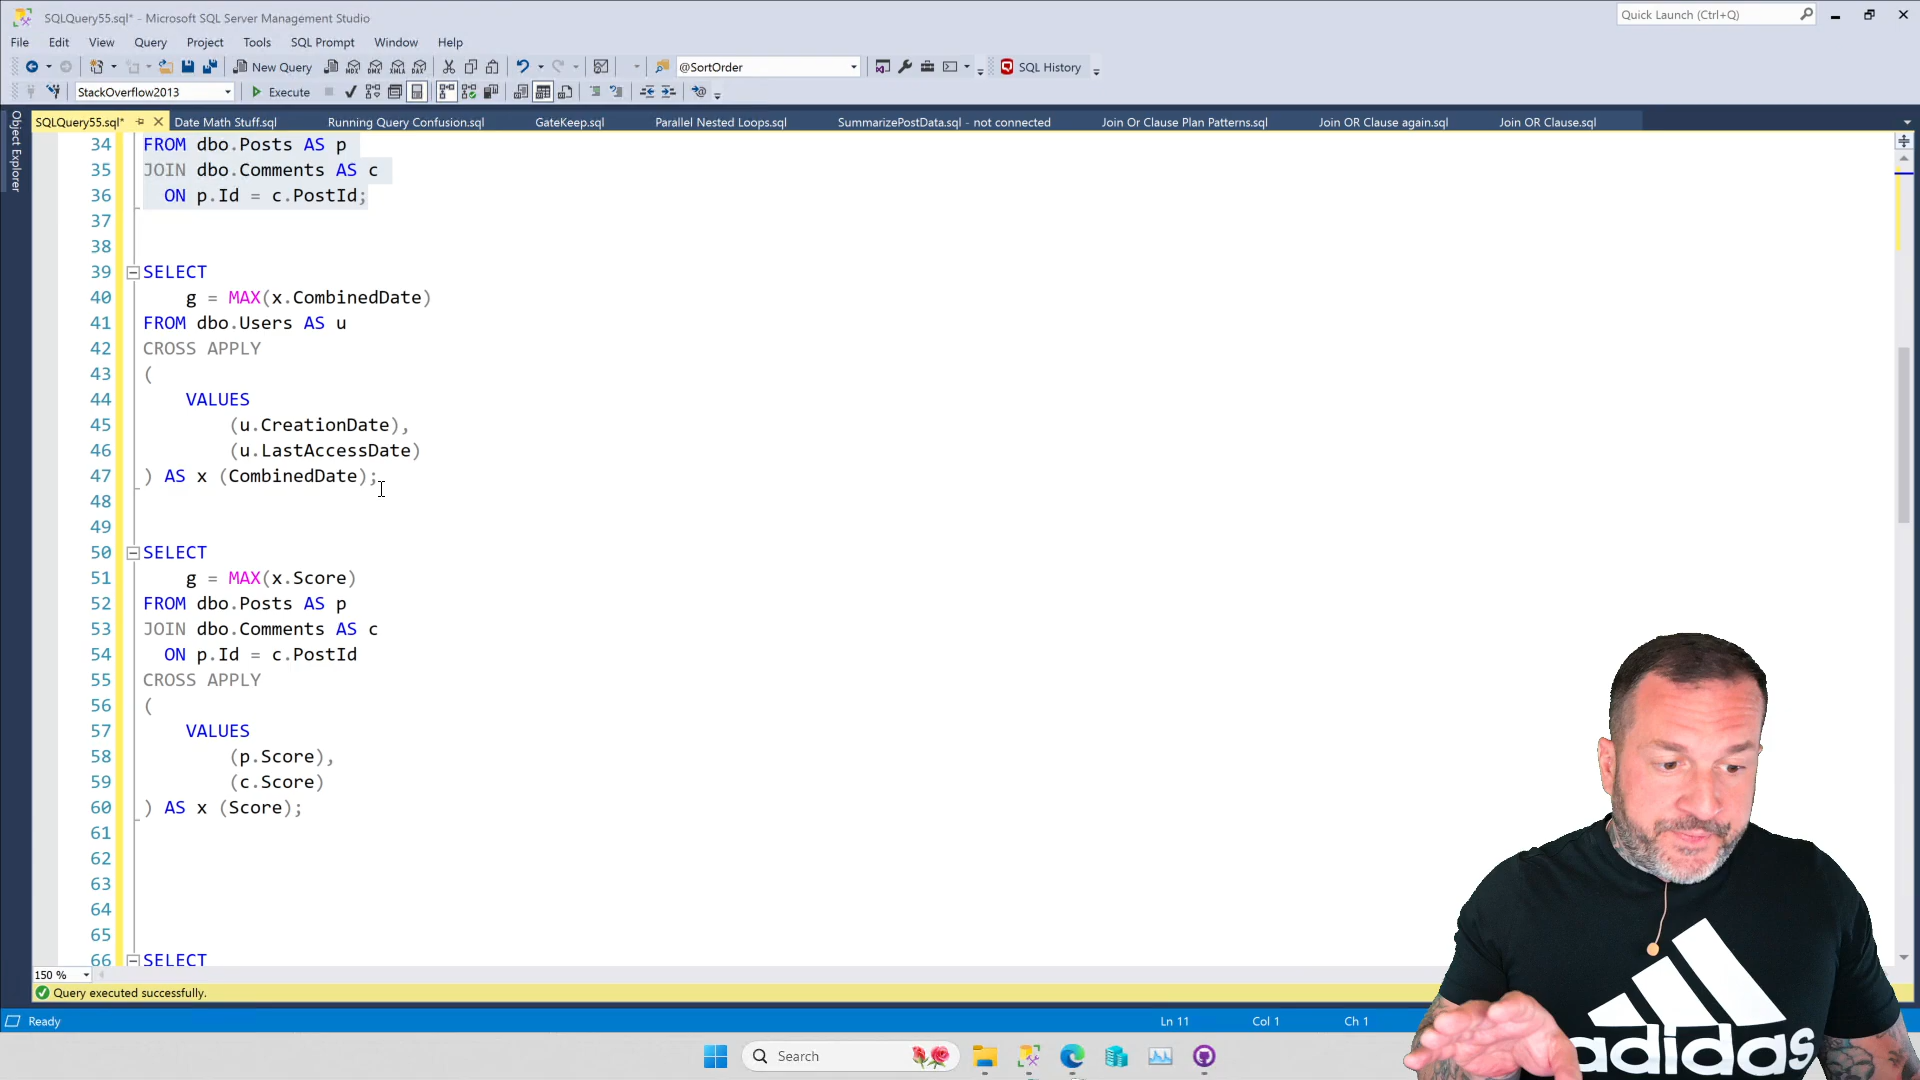 SQLQuery55.sql* - Microsoft SQL Server Management Studio
Quick Launch (Ctrl+Q)
File Edit View Query Project Tools SQL Prompt Window Help
New Query MDX DMX XMLA DAX @SortOrder SQL History
StackOverflow2013 Execute
SQLQuery55.sql* Date Math Stuff.sql Running Query Confusion.sql GateKeep.sql Parallel Nested Loops.sql SummarizePostData.sql - not connected Join Or Clause Plan Patterns.sql Join OR Clause again.sql Join OR Clause.sql
Object Explorer
34 FROM dbo.Posts AS p
35 JOIN dbo.Comments AS c
36 ON p.Id = c.PostId;
37
38
39 SELECT
40 g = MAX(x.CombinedDate)
41 FROM dbo.Users AS u
42 CROSS APPLY
43 (
44 VALUES
45 (u.CreationDate),
46 (u.LastAccessDate)
47 ) AS x (CombinedDate);
48
49
50 SELECT
51 g = MAX(x.Score)
52 FROM dbo.Posts AS p
53 JOIN dbo.Comments AS c
54 ON p.Id = c.PostId
55 CROSS APPLY
56 (
57 VALUES
58 (p.Score),
59 (c.Score)
60 ) AS x (Score);
61
62
63
64
65
66 SELECT
150 %
Query executed successfully.
Ready Ln 11 Col 1 Ch 1
Search
adidas